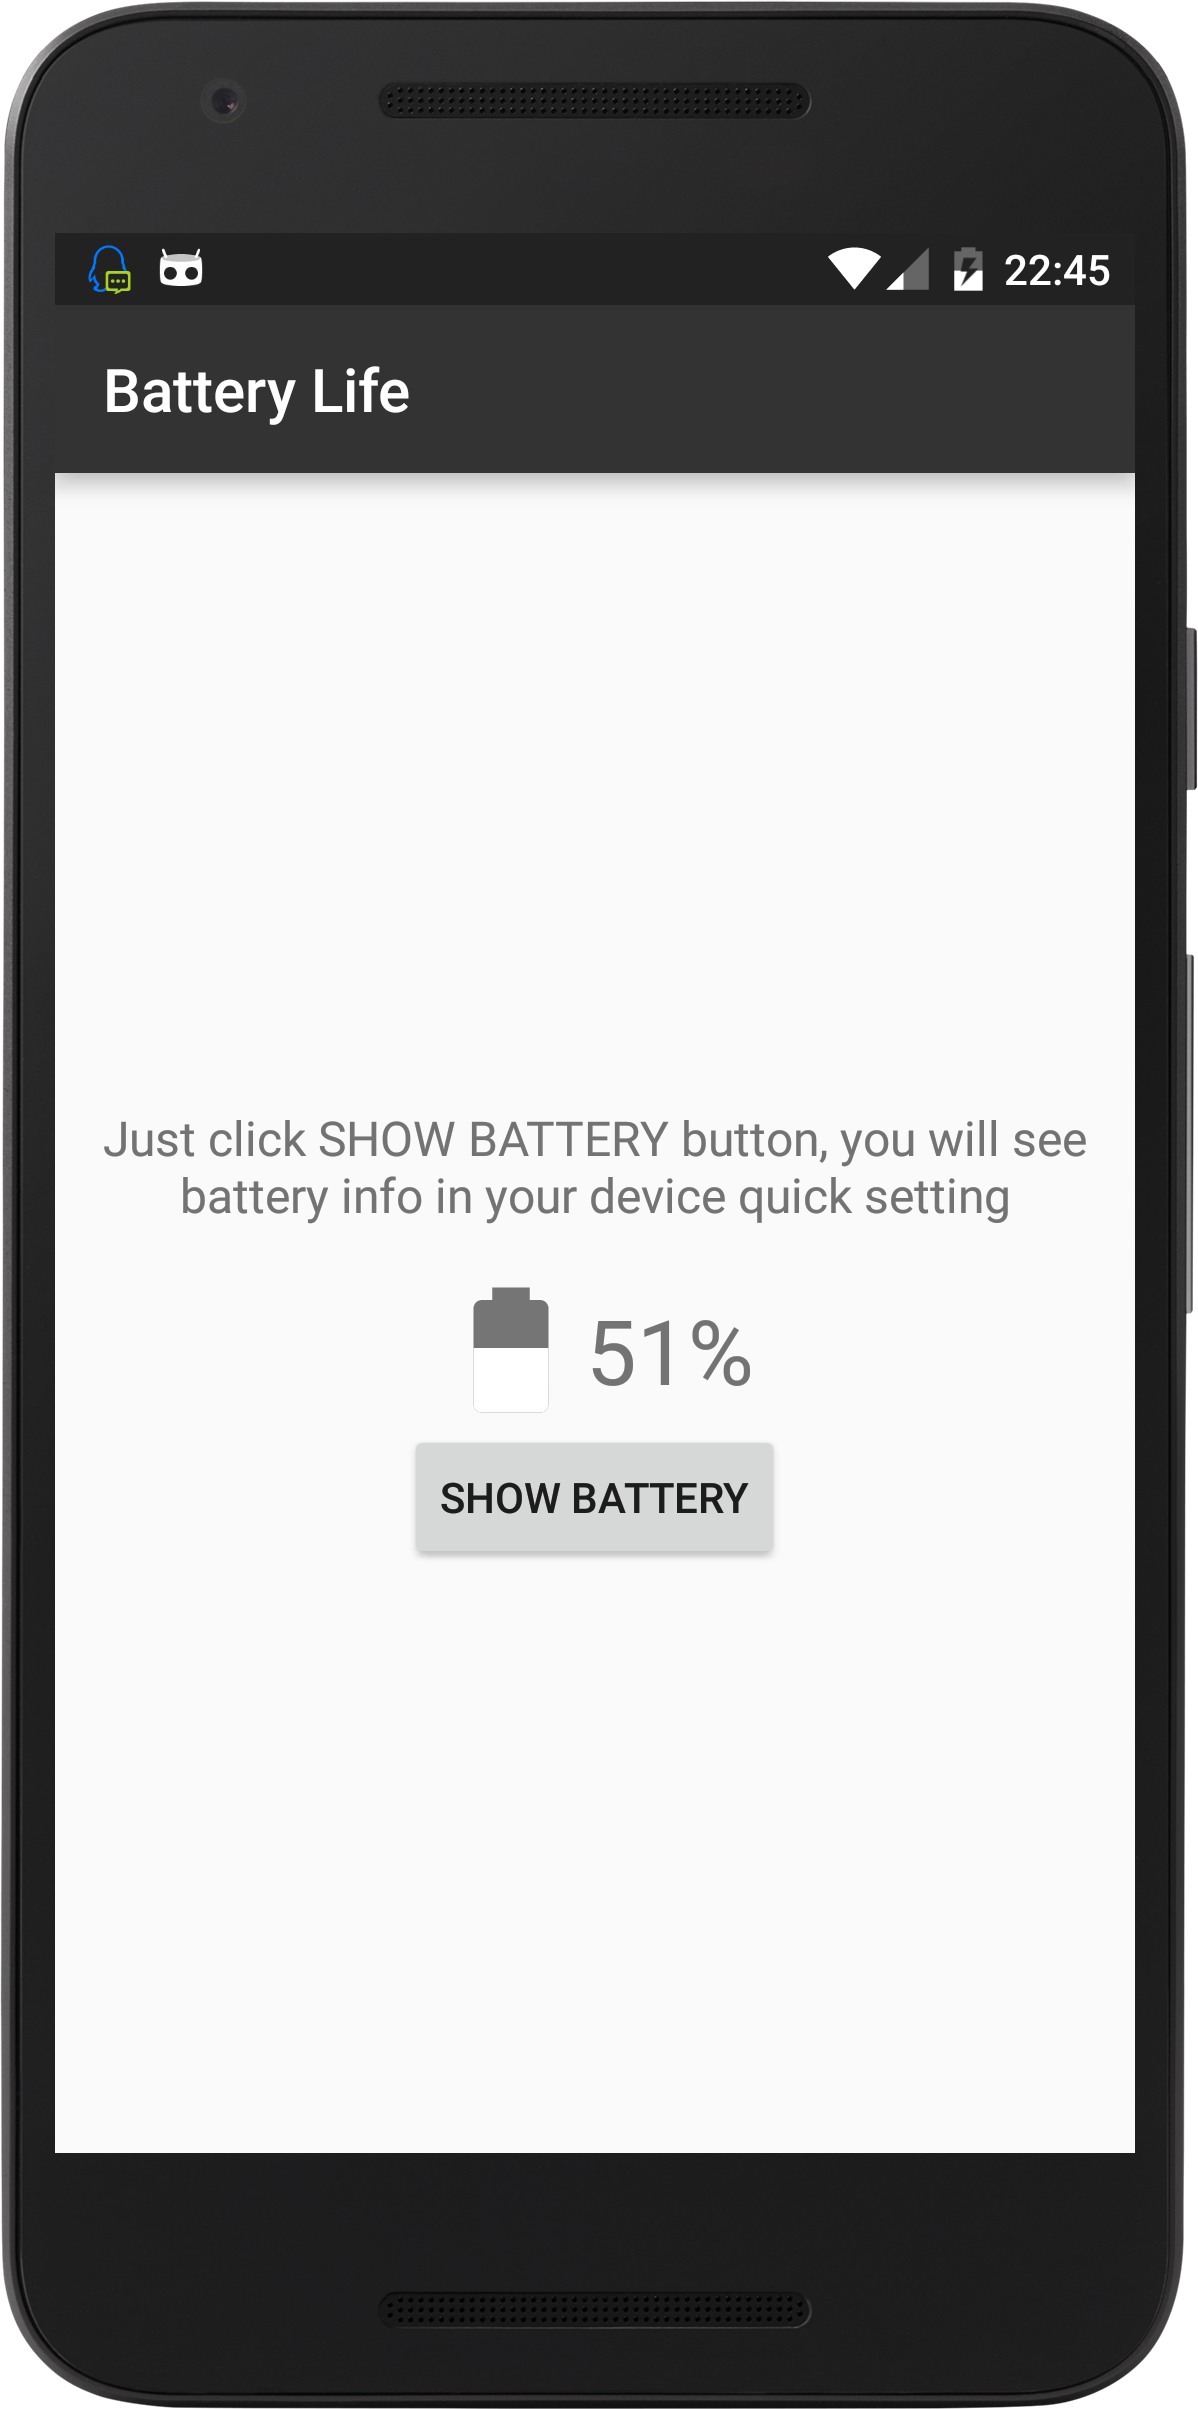 22:45
Battery Life
Just click SHOW BATTERY button, you will see
battery info in your device quick setting
51%
SHOW BATTERY